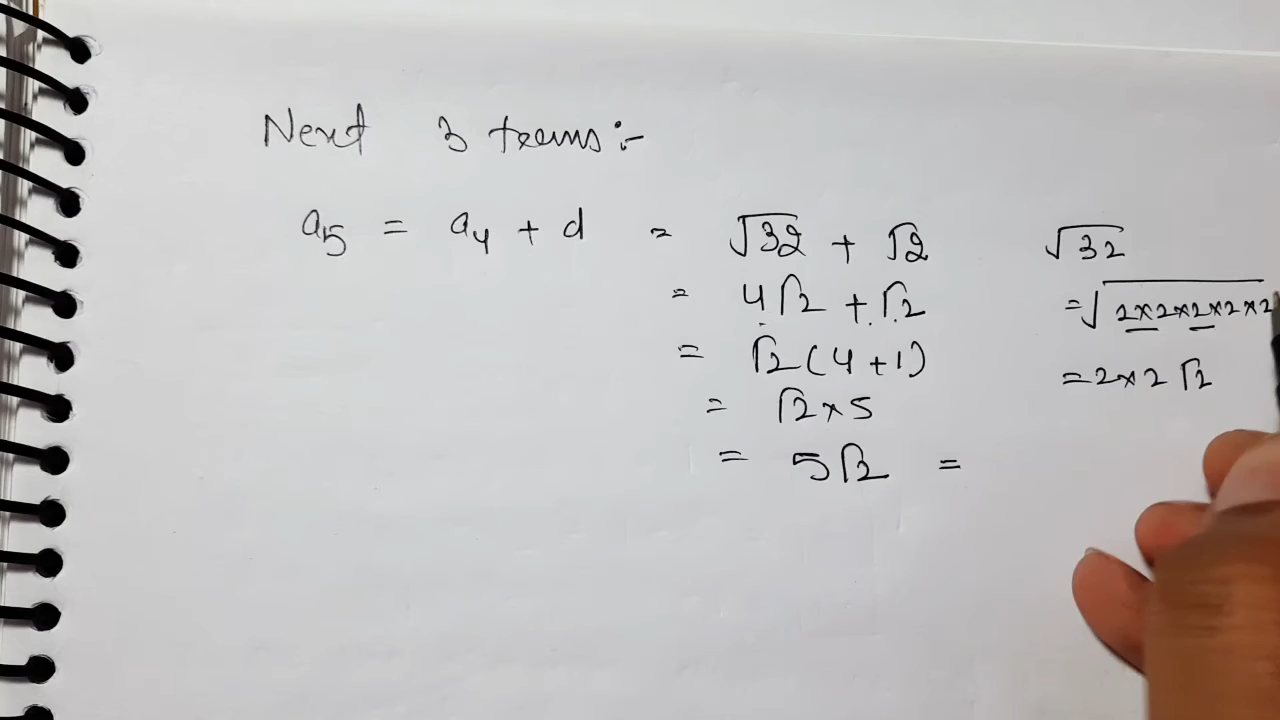 Next 3 terms :-
a5 = a4 + d = √32 + √2
= 4√2 + √2
= √2 (4 + 1)
= √2 × 5
= 5√2 =
√32
= √2×2×2×2×2
= 2×2 √2